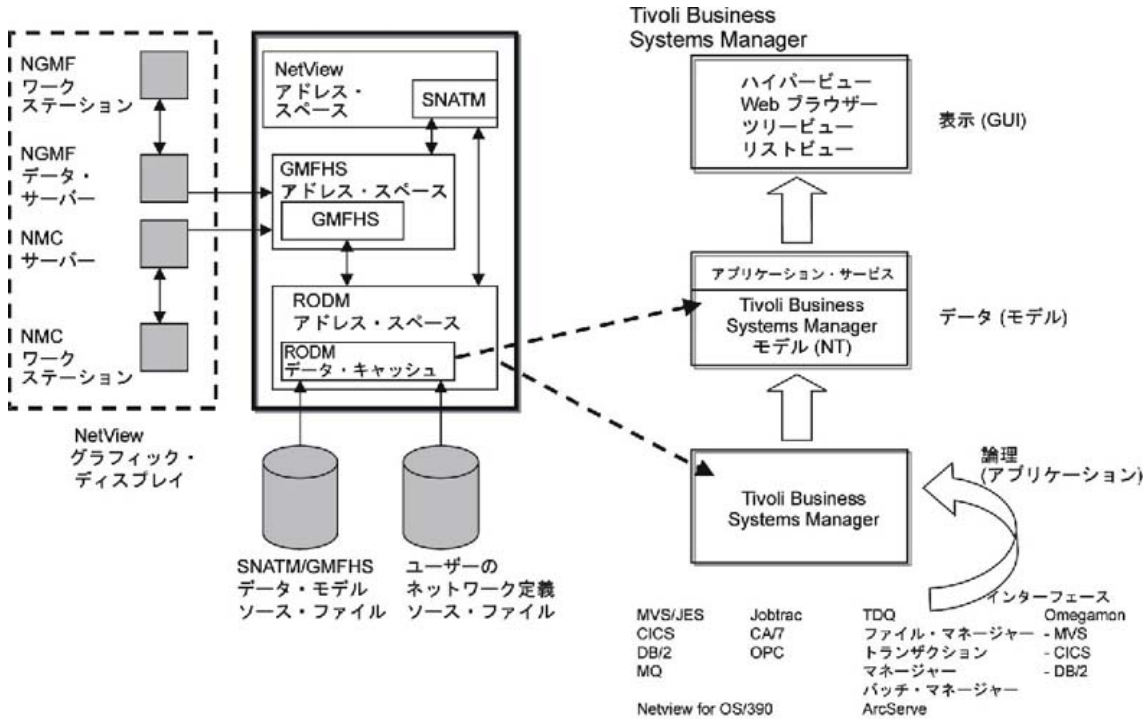 NGMF
ワーク
ステーション
NGMF
データ・
サーバー
NMC
サーバー
NMC
ワーク
ステーション
NetView
グラフィック・
ディスプレイ
NetView
アドレス・
スペース
SNATM
GMFHS
アドレス・スペース
GMFHS
RODM
アドレス・スペース
RODM
データ・キャッシュ
SNATM/GMFHS
データ・モデル
ソース・ファイル
ユーザーの
ネットワーク定義
ソース・ファイル
Tivoli Business
Systems Manager
ハイパービュー
Web ブラウザー
ツリービュー
リストビュー
表示 (GUI)
アプリケーション・サービス
Tivoli Business
Systems Manager
モデル (NT)
データ (モデル)
Tivoli Business
Systems Manager
論理
(アプリケーション)
インターフェース
MVS/JES
CICS
DB/2
MQ
Netview for OS/390
Jobtrac
CA/7
OPC
TDQ
ファイル・マネージャー
トランザクション
マネージャー
バッチ・マネージャー
ArcServe
Omegamon
- MVS
- CICS
- DB/2